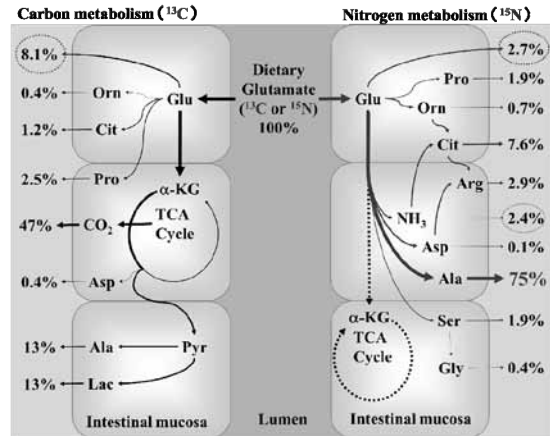 Carbon metabolism (¹³C)
Nitrogen metabolism (¹⁵N)
8.1%
0.4%
Orn
Glu
1.2%
Cit
2.5%
Pro
α-KG
47%
CO₂
TCA
Cycle
0.4%
Asp
13%
Ala
Pyr
13%
Lac
Intestinal mucosa
Dietary
Glutamate
(¹³C or ¹⁵N)
100%
Lumen
Glu
2.7%
Pro
1.9%
Orn
0.7%
Cit
7.6%
Arg
2.9%
NH₃
2.4%
Asp
0.1%
Ala
75%
α-KG
TCA
Cycle
Ser
1.9%
Gly
0.4%
Intestinal mucosa